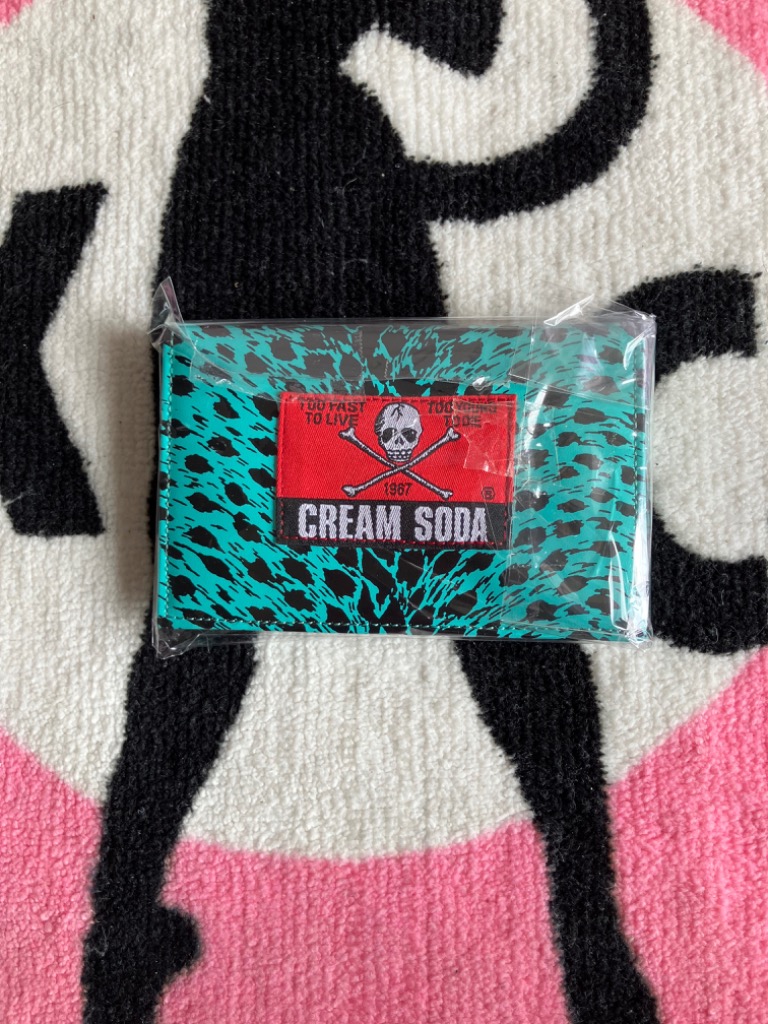 TOO FAST TOO YOUNG
TO LIVE TO DIE
1967
®
CREAM SODA
K C